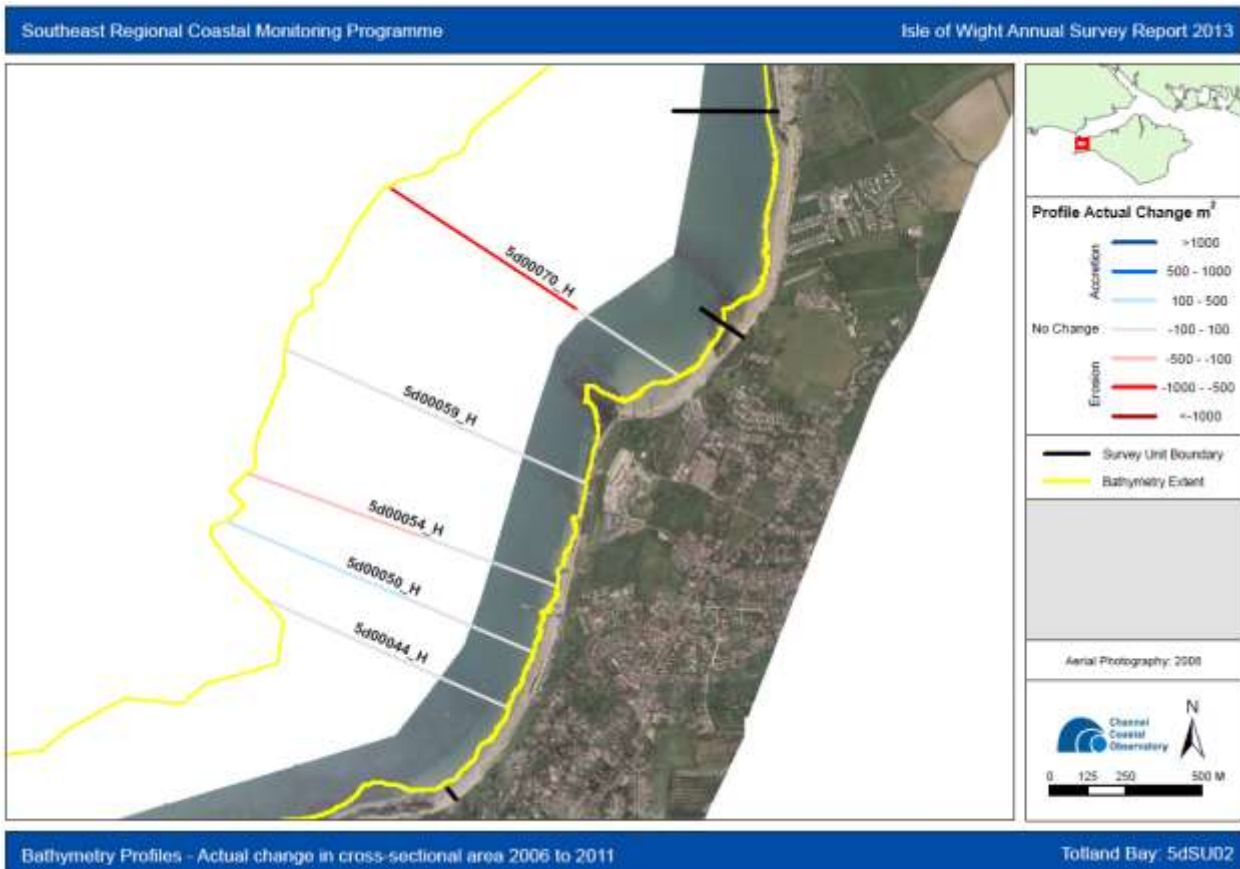 Southeast Regional Coastal Monitoring Programme
Isle of Wight Annual Survey Report 2013
5d00070_H
5d00059_H
5d00054_H
5d00050_H
5d00044_H
Profile Actual Change m²
Accretion
>1000
500 - 1000
100 - 500
No Change
-100 - 100
Erosion
-500 - -100
-1000 - -500
<-1000
Survey Unit Boundary
Bathymetry Extent
Aerial Photography: 2008
Channel
Coastal
Observatory
N
0 125 250 500 M
Bathymetry Profiles - Actual change in cross-sectional area 2006 to 2011
Totland Bay: 5dSU02